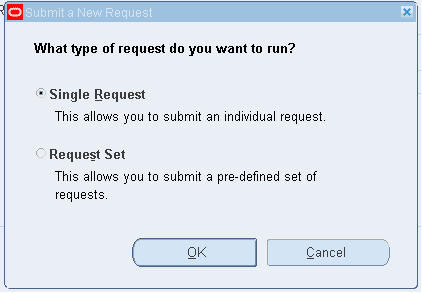 Submit a New Request
What type of request do you want to run?
Single Request
This allows you to submit an individual request.
Request Set
This allows you to submit a pre-defined set of
requests.
OK
Cancel